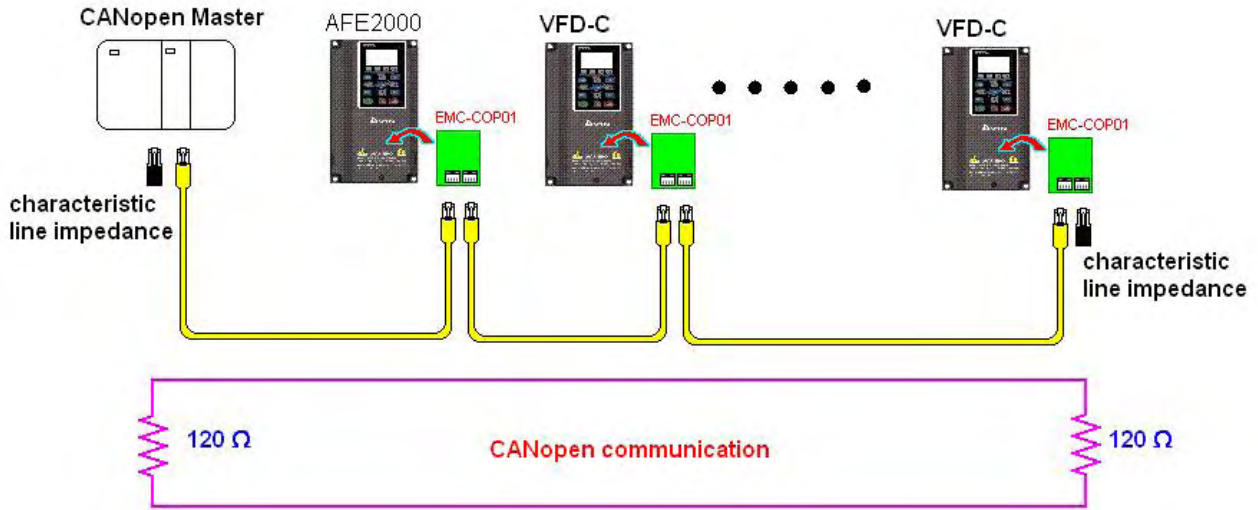 CANopen Master
AFE2000
VFD-C
VFD-C
EMC-COP01
EMC-COP01
EMC-COP01
characteristic
line impedance
characteristic
line impedance
120 Ω
CANopen communication
120 Ω